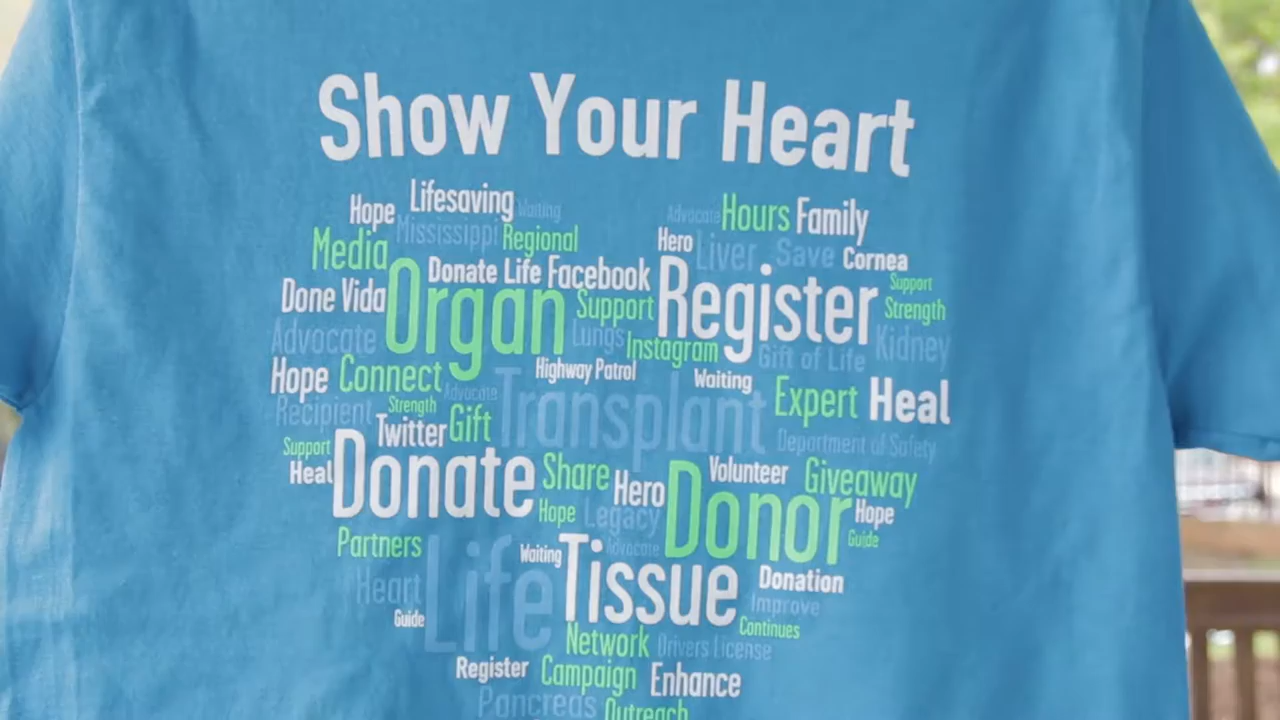 Show Your Heart
Hope Lifesaving Waiting Advocate Hours Family
Media Mississippi Regional Hero Liver Save Cornea
Donate Life Facebook Register Support
Done Vida Organ Support Strength
Advocate Lungs Instagram Gift of Life Kidney
Hope Connect Advocate Highway Patrol Waiting Expert Heal
Recipient Strength Twitter Gift Transplant Department of Safety
Support Heal Donate Share Hero Volunteer Giveaway
Hope Legacy Donor Hope Guide
Partners Life Waiting Advocate Tissue Donation
Heart Improve
Guide Continues
Network Drivers License
Register Campaign Enhance
Pancreas Outreach